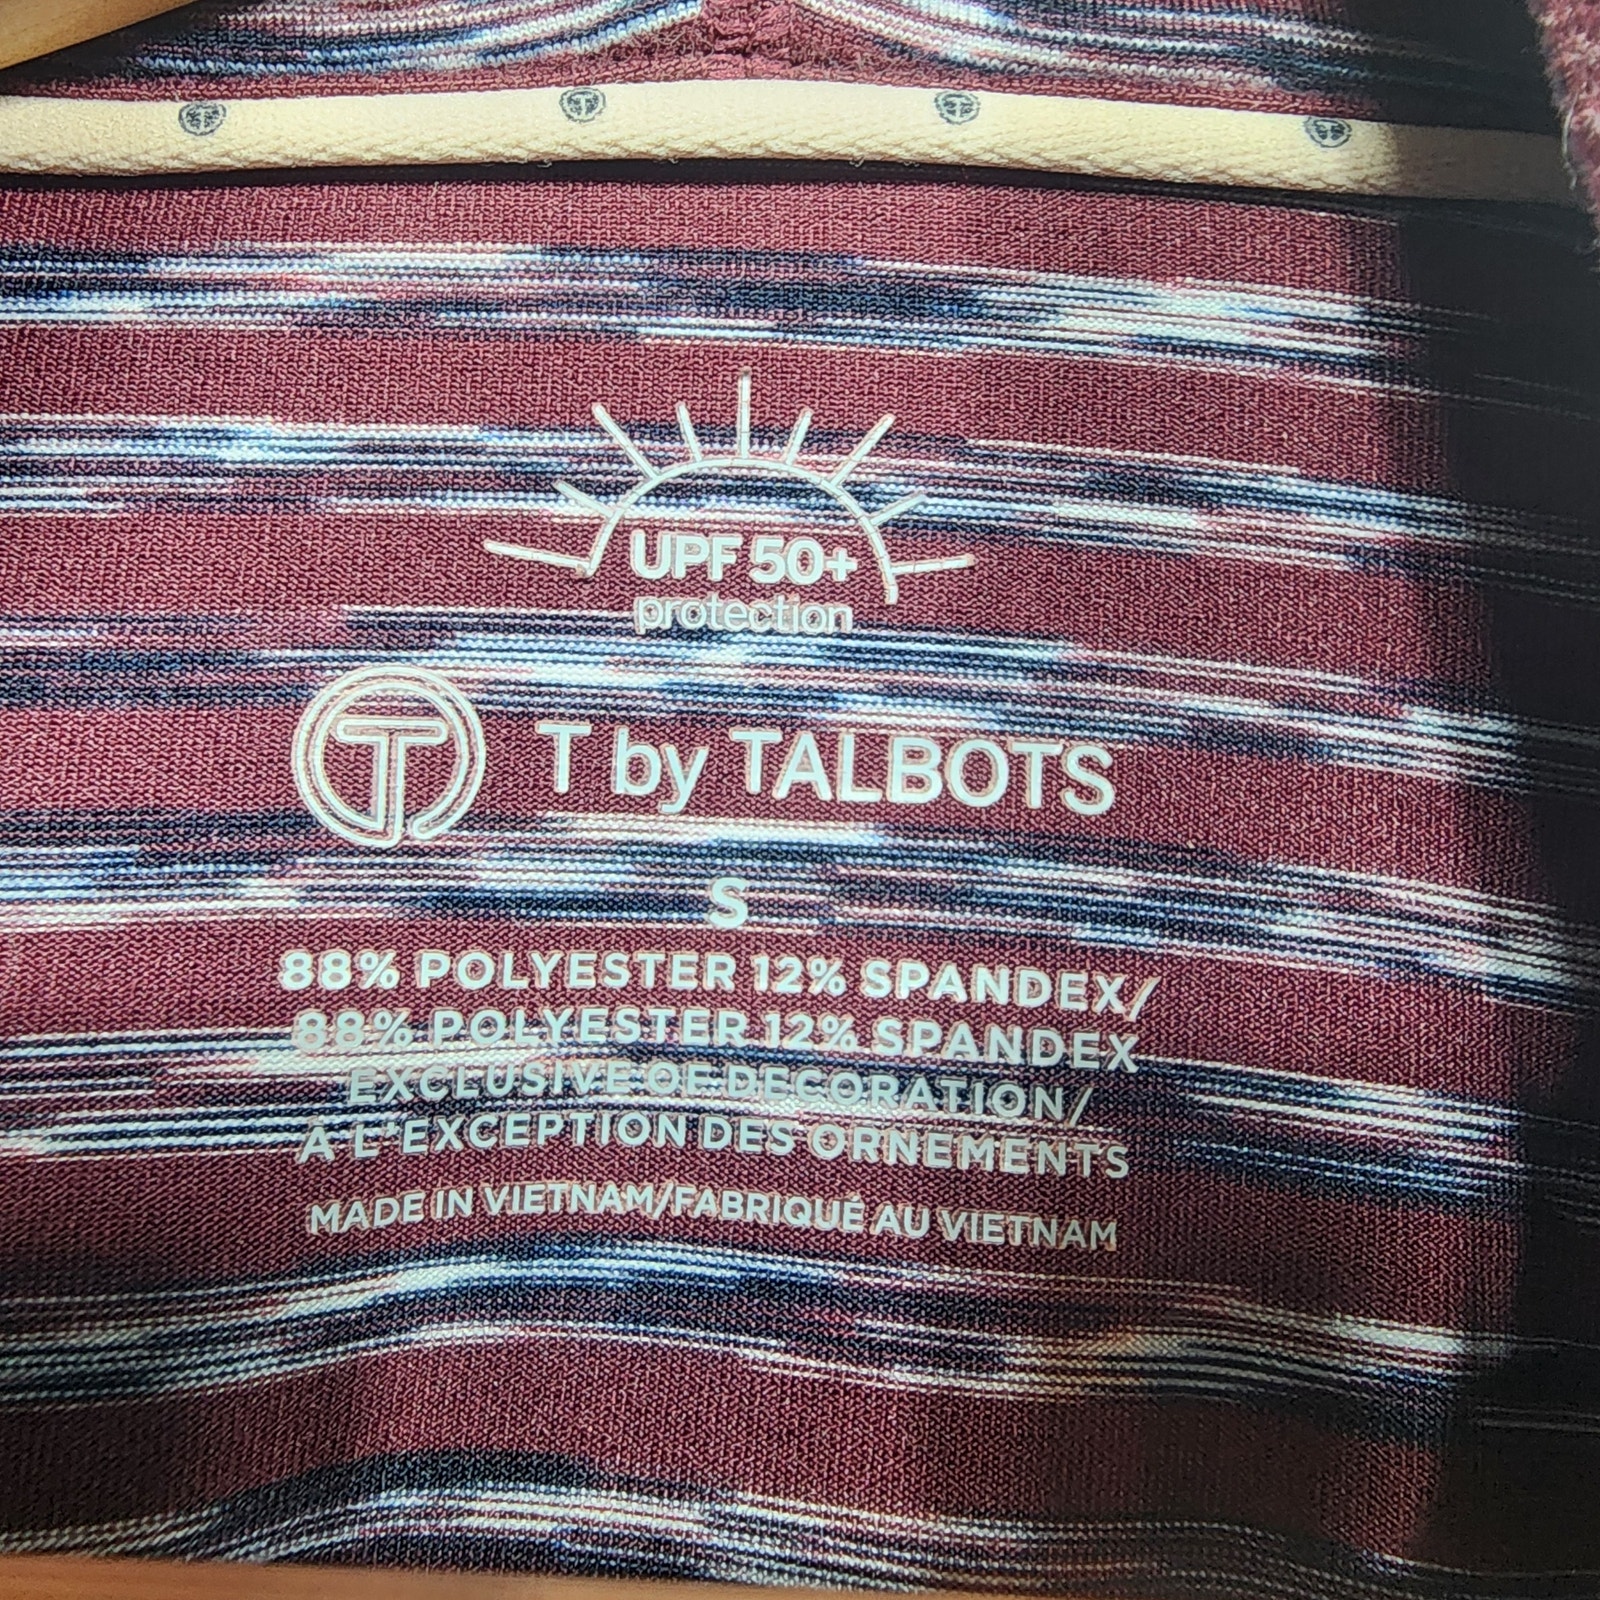 UPF 50+
protection
T by TALBOTS
S
88% POLYESTER 12% SPANDEX/
88% POLYESTER 12% SPANDEX
EXCLUSIVE OF DECORATION/
À L'EXCEPTION DES ORNEMENTS
MADE IN VIETNAM/FABRIQUÉ AU VIETNAM